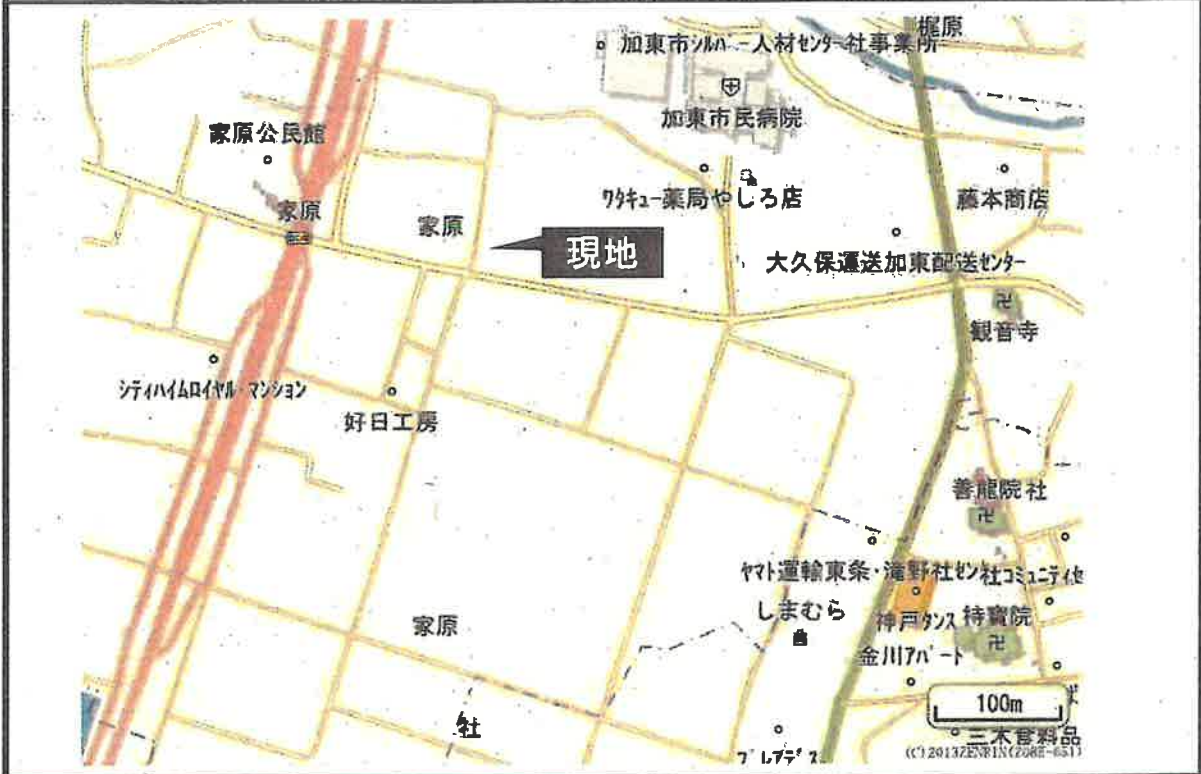 梶原
加東市シルバー人材センター社事業所
加東市民病院
家原公民館
ワタキュー薬局やしろ店
藤本商店
家原
家原
現地
大久保運送加東配送センター
観音寺
シティハイムロイヤル・マンション
好日工房
善龍院社
ヤマト運輸東条・滝野社セン
社コミュニティセ
しまむら
神戸タンス
持寳院
家原
金川アパート
100m
社
三木食料品
(C)2013ZENRIN(Z08E-651)